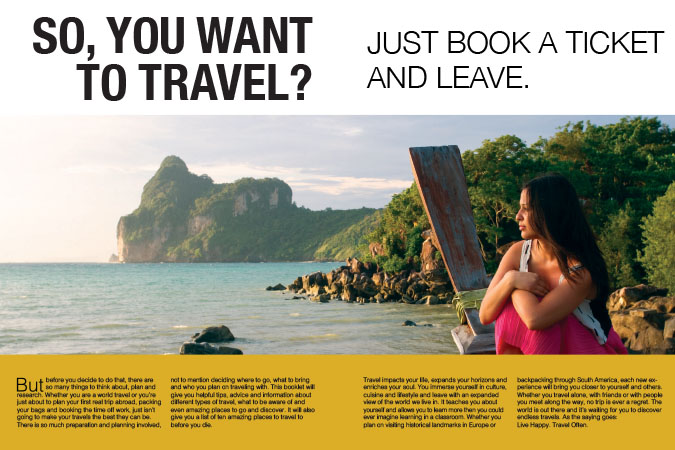 SO, YOU WANT
TO TRAVEL?
JUST BOOK A TICKET
AND LEAVE.
But before you decide to do that, there are
so many things to think about, plan and
research. Whether you are a world travel or you're
just about to plan your first real trip abroad, packing
your bags and booking the time off work, just isn't
going to make your travels the best they can be.
There is so much preparation and planning involved,
not to mention deciding where to go, what to bring
and who you plan on traveling with. This booklet will
give you helpful tips, advice and information about
different types of travel, what to be aware of and
even amazing places to go and discover. It will also
give you a list of ten amazing places to travel to
before you die.
Travel impacts your life, expands your horizons and
enriches your soul. You immerse yourself in culture,
cuisine and lifestyle and leave with an expanded
view of the world we live in. It teaches you about
yourself and allows you to learn more then you could
ever imagine learning in a classroom. Whether you
plan on visiting historical landmarks in Europe or
backpacking through South America, each new ex-
perience will bring you closer to yourself and others.
Whether you travel alone, with friends or with people
you meet along the way, no trip is ever a regret. The
world is out there and it's waiting for you to discover
endless travels. As the saying goes:
Live Happy. Travel Often.